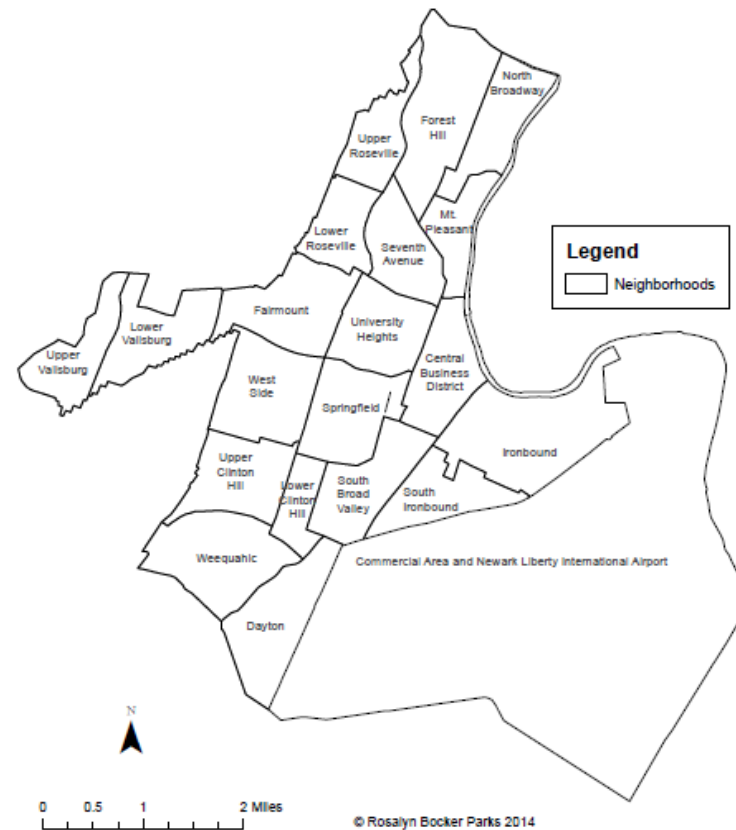 North
Broadway
Forest
Hill
Upper
Roseville
Mt.
Pleasant
Lower
Roseville
Seventh
Avenue
Legend
Neighborhoods
Fairmount
University
Heights
Lower
Vailsburg
Upper
Vailsburg
Central
Business
District
West
Side
Springfield
Ironbound
Upper
Clinton
Hill
Lower
Clinton
Hill
South
Broad
Valley
South
Ironbound
Weequahic
Commercial Area and Newark Liberty International Airport
Dayton
N
0 0.5 1 2 Miles
© Rosalyn Bocker Parks 2014